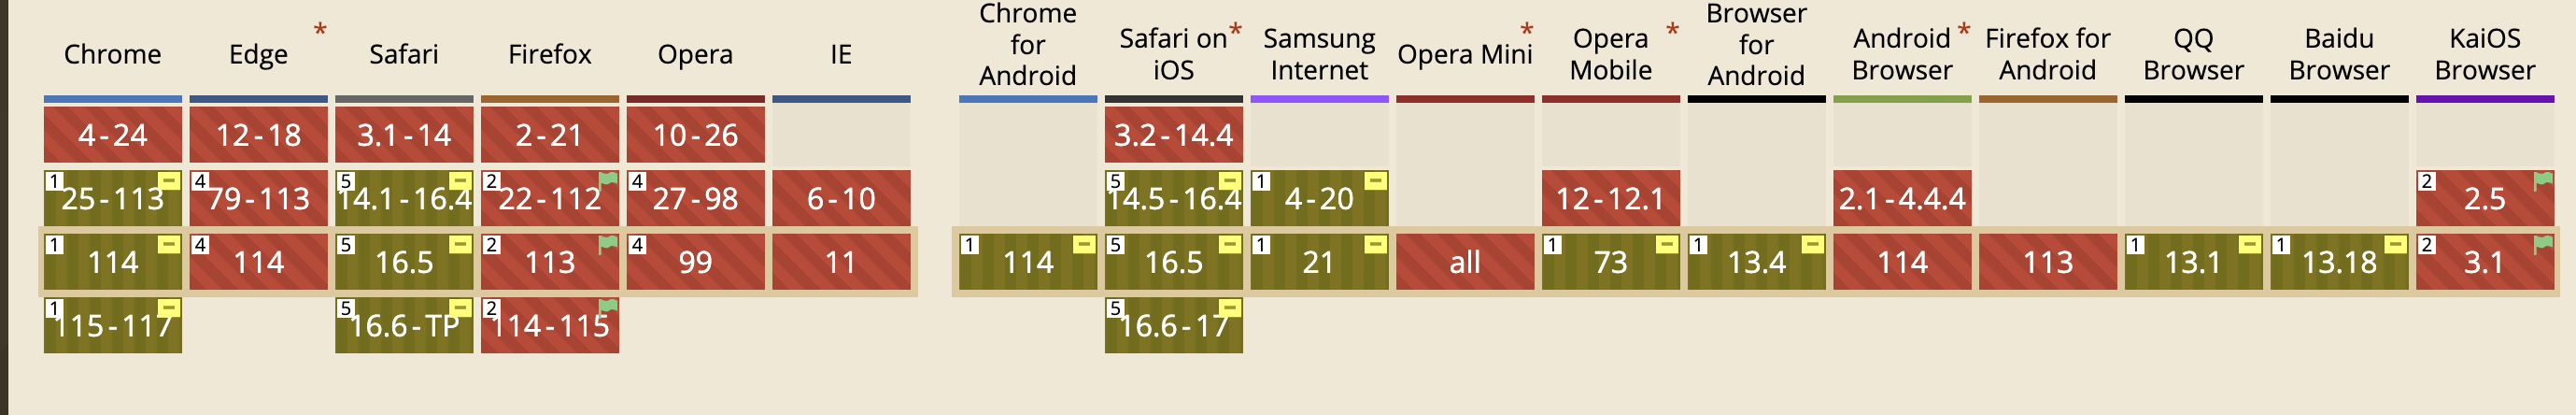 Chrome
Edge *
Safari
Firefox
Opera
IE
Chrome
for
Android
Safari on*
iOS
Samsung
Internet
Opera Mini *
Opera *
Mobile
Browser
for
Android
Android *
Browser
Firefox for
Android
QQ
Browser
Baidu
Browser
KaiOS
Browser
4-24 12-18 3.1-14 2-21 10-26 3.2-14.4
1 25-113 - 4 79-113 5 14.1-16.4 - 2 22-112 4 27-98 6-10 5 14.5-16.4 - 1 4-20 - 12-12.1 2.1-4.4.4 2 2.5
1 114 - 4 114 5 16.5 - 2 113 4 99 11 1 114 - 5 16.5 - 1 21 - all 1 73 - 1 13.4 - 114 113 1 13.1 - 1 13.18 - 2 3.1
1 115-117 - 5 16.6-TP - 2 114-115 5 16.6-17 -